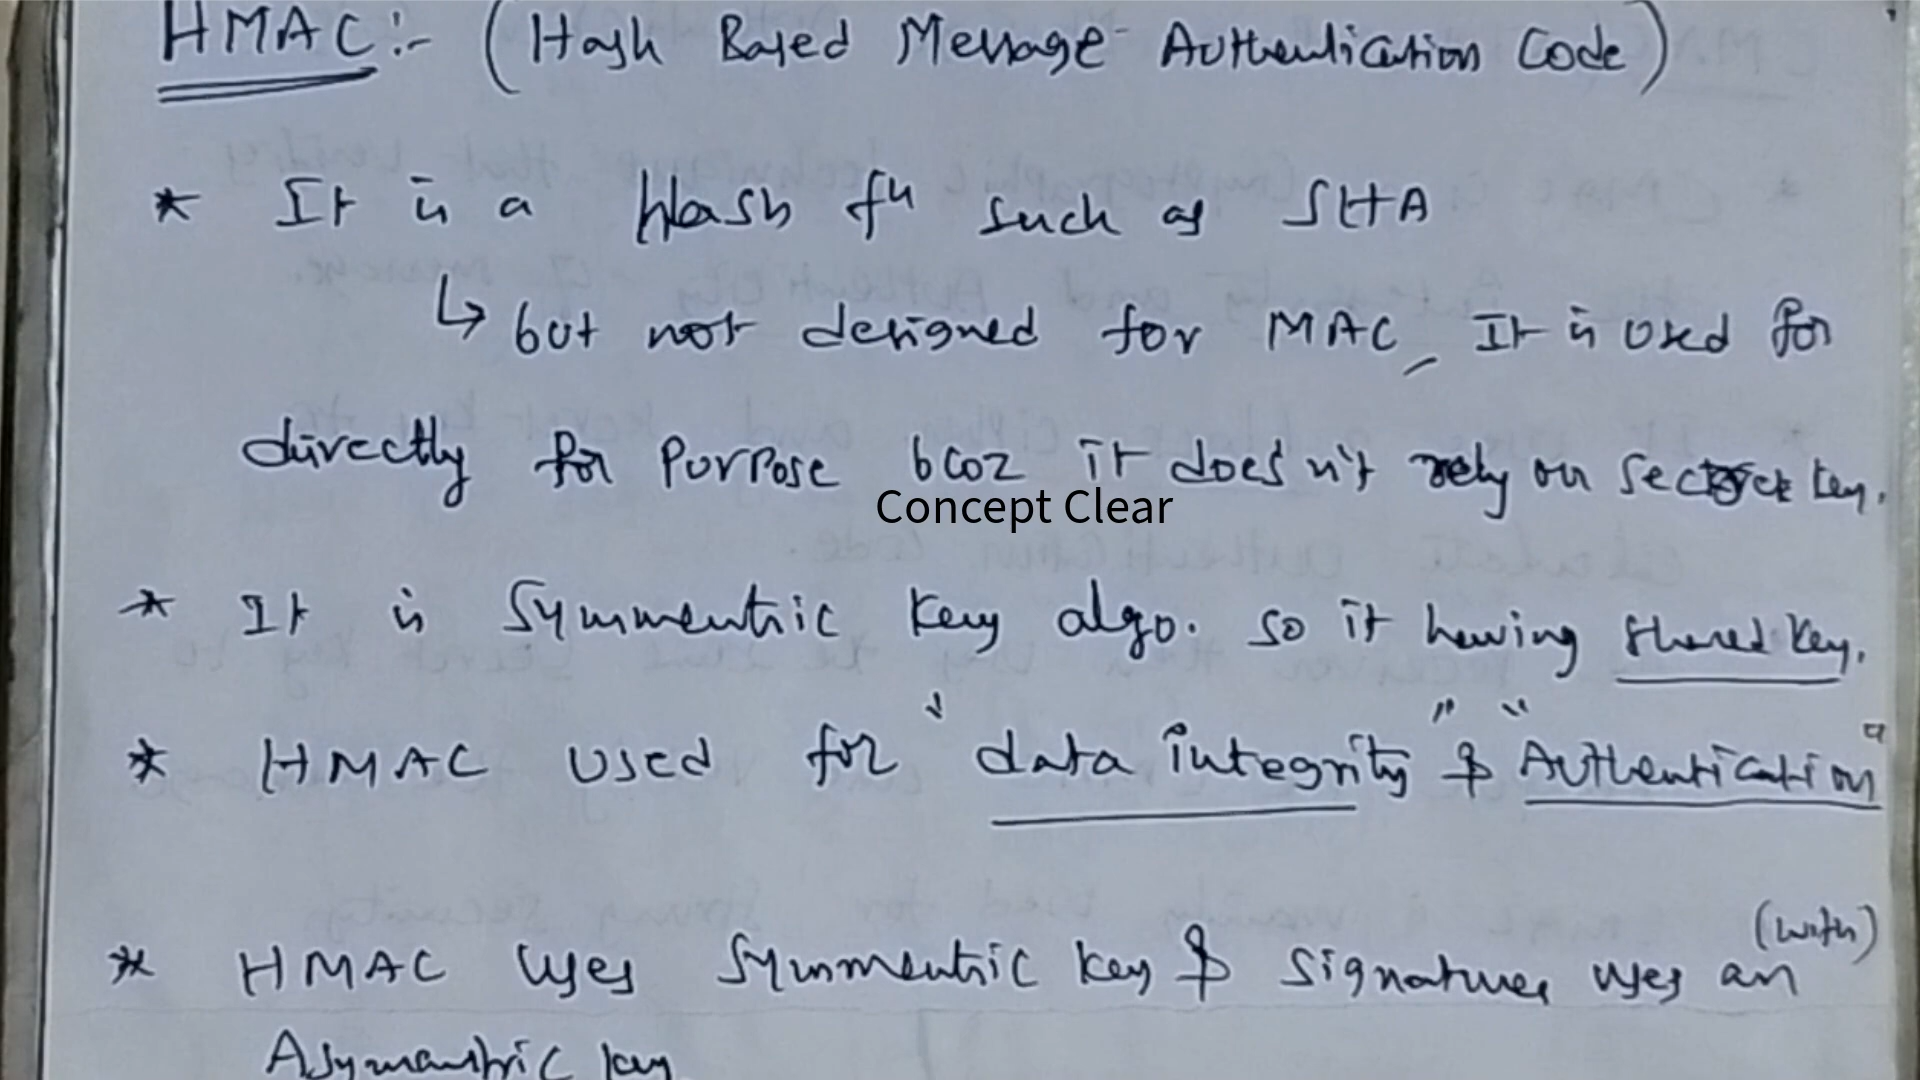 HMAC :- (Hash Based Message Authentication Code)
* It is a Hash fn such as SHA
↳ but not designed for MAC, It is used for
directly for Purpose bcoz it doesn't rely on secret key.
Concept Clear
* It is Symmentric key algo. so it having shared key.
* HMAC used for "data integrity" & "Authentication"
* HMAC uses Symmentric key & signatures uses an (with)
Asymantric key